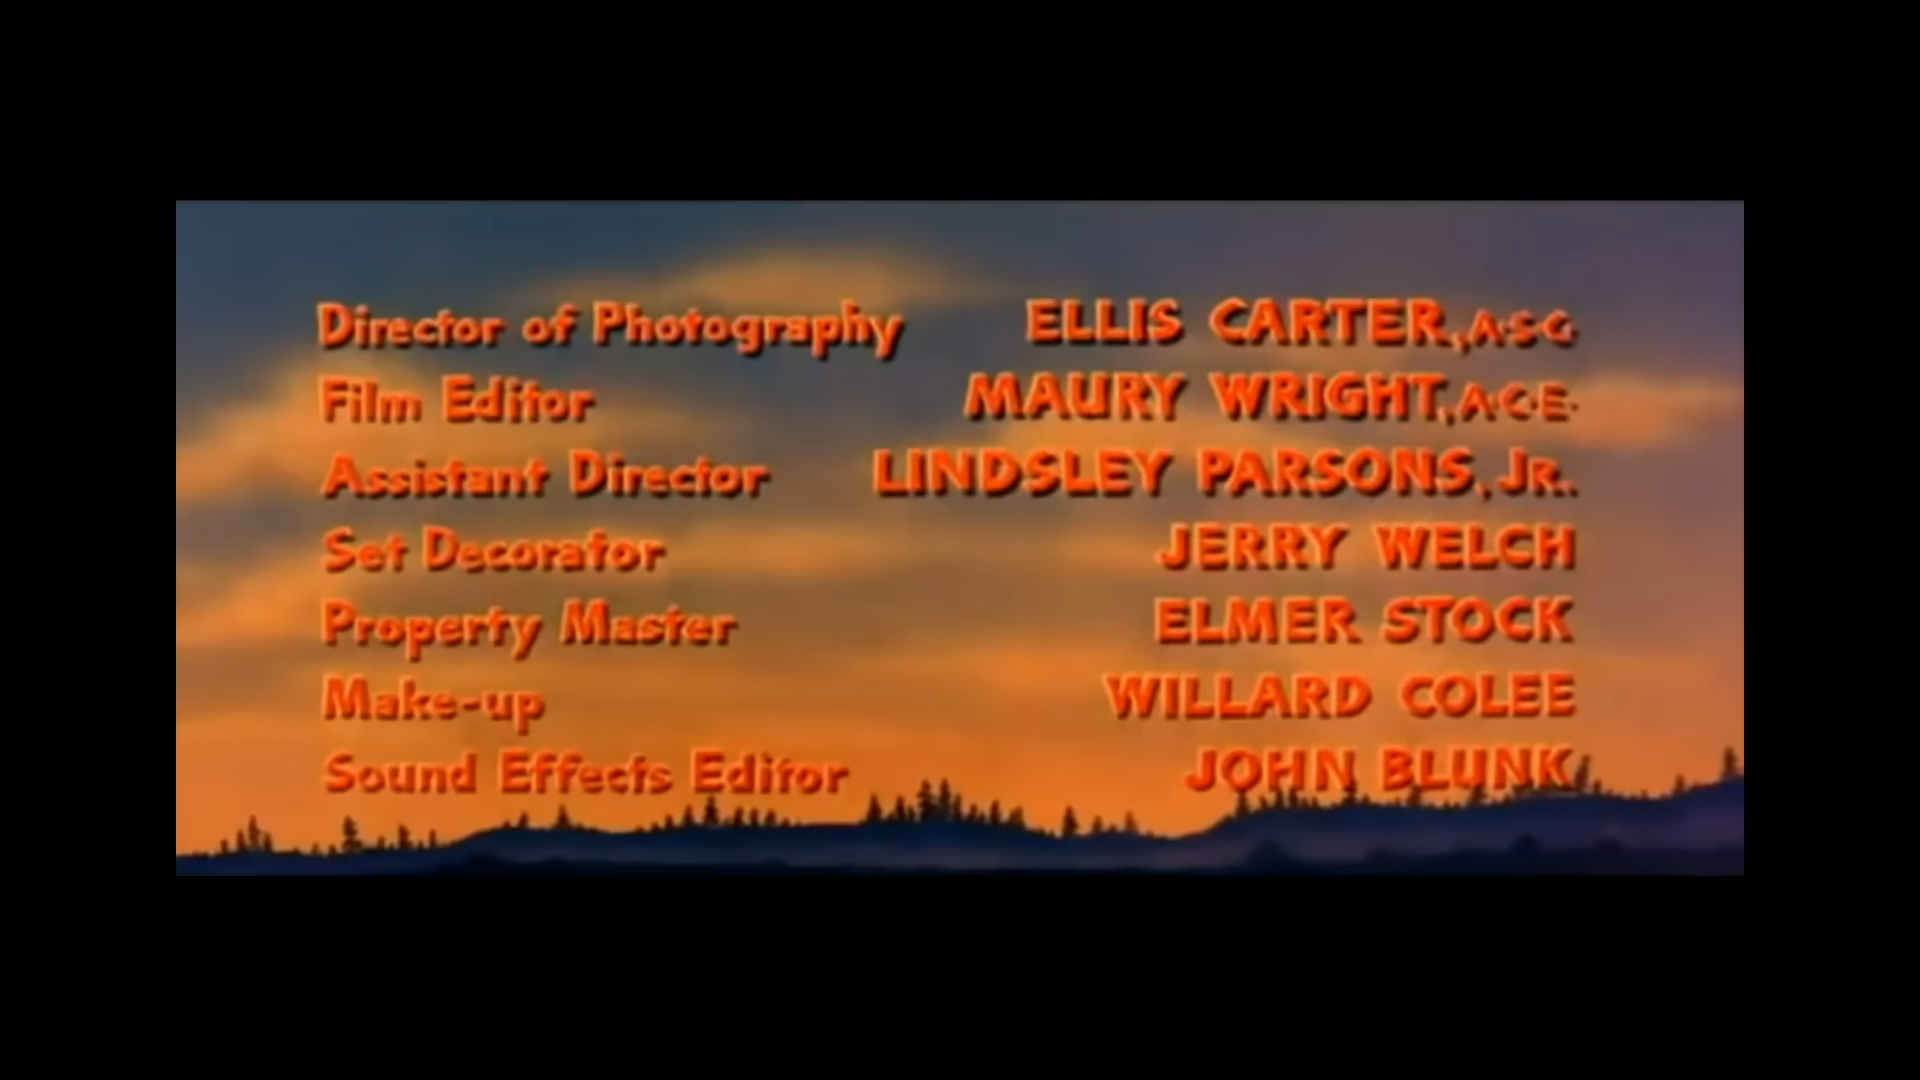 Director of Photography ELLIS CARTER, A·S·C
Film Editor MAURY WRIGHT, A·C·E·
Assistant Director LINDSLEY PARSONS, JR.
Set Decorator JERRY WELCH
Property Master ELMER STOCK
Make-up WILLARD COLEE
Sound Effects Editor JOHN BLUNK